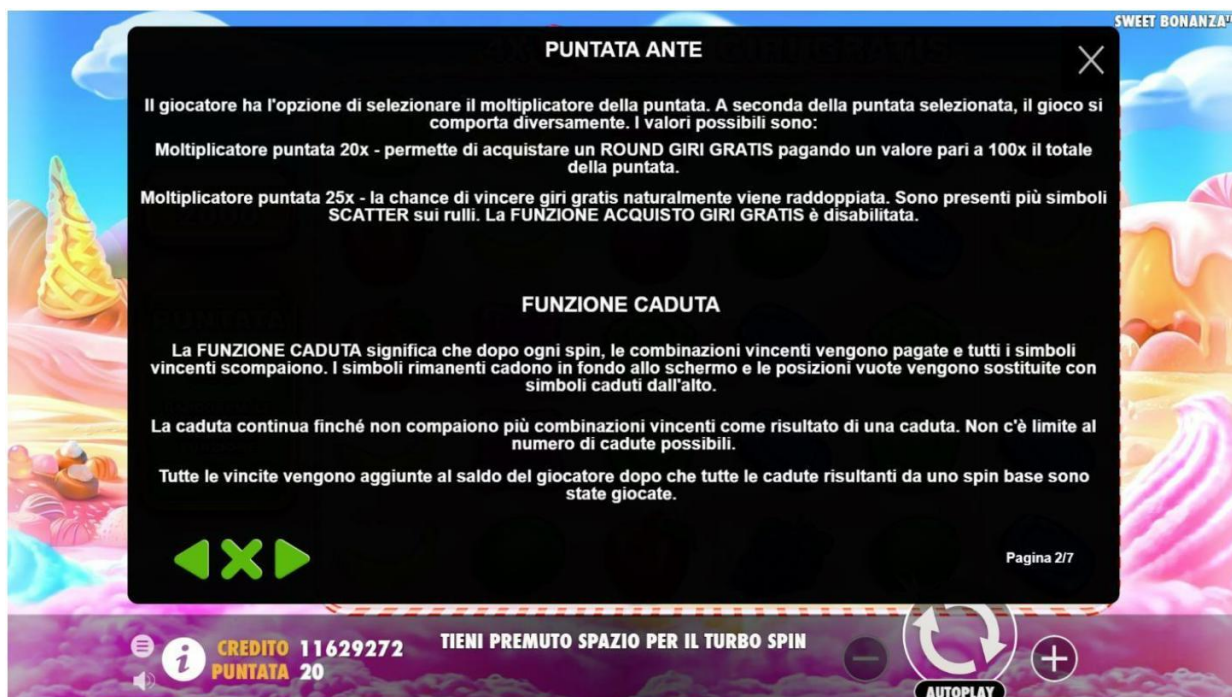 SWEET BONANZA™
PUNTATA ANTE
Il giocatore ha l'opzione di selezionare il moltiplicatore della puntata. A seconda della puntata selezionata, il gioco si
comporta diversamente. I valori possibili sono:
Moltiplicatore puntata 20x - permette di acquistare un ROUND GIRI GRATIS pagando un valore pari a 100x il totale
della puntata.
Moltiplicatore puntata 25x - la chance di vincere giri gratis naturalmente viene raddoppiata. Sono presenti più simboli
SCATTER sui rulli. La FUNZIONE ACQUISTO GIRI GRATIS è disabilitata.
FUNZIONE CADUTA
La FUNZIONE CADUTA significa che dopo ogni spin, le combinazioni vincenti vengono pagate e tutti i simboli
vincenti scompaiono. I simboli rimanenti cadono in fondo allo schermo e le posizioni vuote vengono sostituite con
simboli caduti dall'alto.
La caduta continua finché non compaiono più combinazioni vincenti come risultato di una caduta. Non c'è limite al
numero di cadute possibili.
Tutte le vincite vengono aggiunte al saldo del giocatore dopo che tutte le cadute risultanti da uno spin base sono
state giocate.
Pagina 2/7
CREDITO 11629272
PUNTATA 20
TIENI PREMUTO SPAZIO PER IL TURBO SPIN
AUTOPLAY